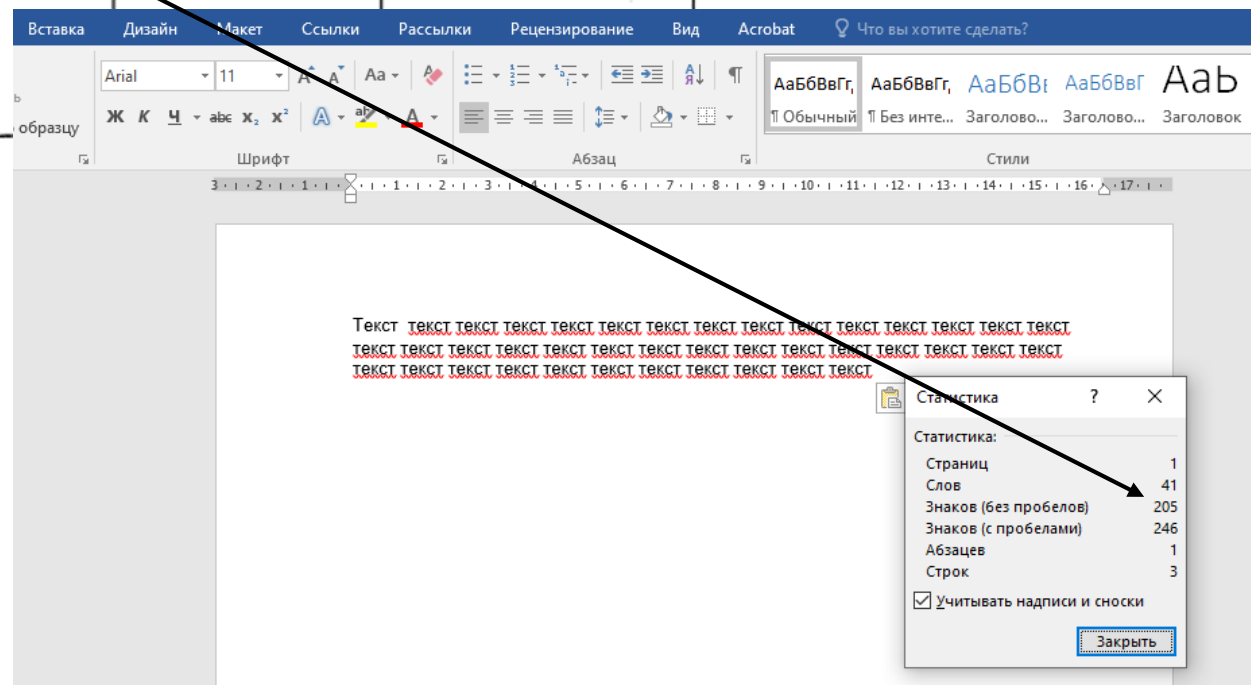 Вставка Дизайн Макет Ссылки Рассылки Рецензирование Вид Acrobat Что вы хотите сделать?
Arial 11 Aa АаБбВвГг, АаБбВвГг, АаБбВв АаБбВвГ Ааb
образцу Ж К Ч abc x₂ x² A aby A ¶ Обычный ¶ Без инте... Заголово... Заголово... Заголовок
Шрифт Абзац Стили
3 2 1 1 2 3 4 5 6 7 8 9 10 11 12 13 14 15 16 17
Текст текст текст текст текст текст текст текст текст текст текст текст текст текст текст
текст текст текст текст текст текст текст текст текст текст текст текст текст текст текст
текст текст текст текст текст текст текст текст текст текст текст
Статистика ?
Статистика:
Страниц 1
Слов 41
Знаков (без пробелов) 205
Знаков (с пробелами) 246
Абзацев 1
Строк 3
Учитывать надписи и сноски
Закрыть